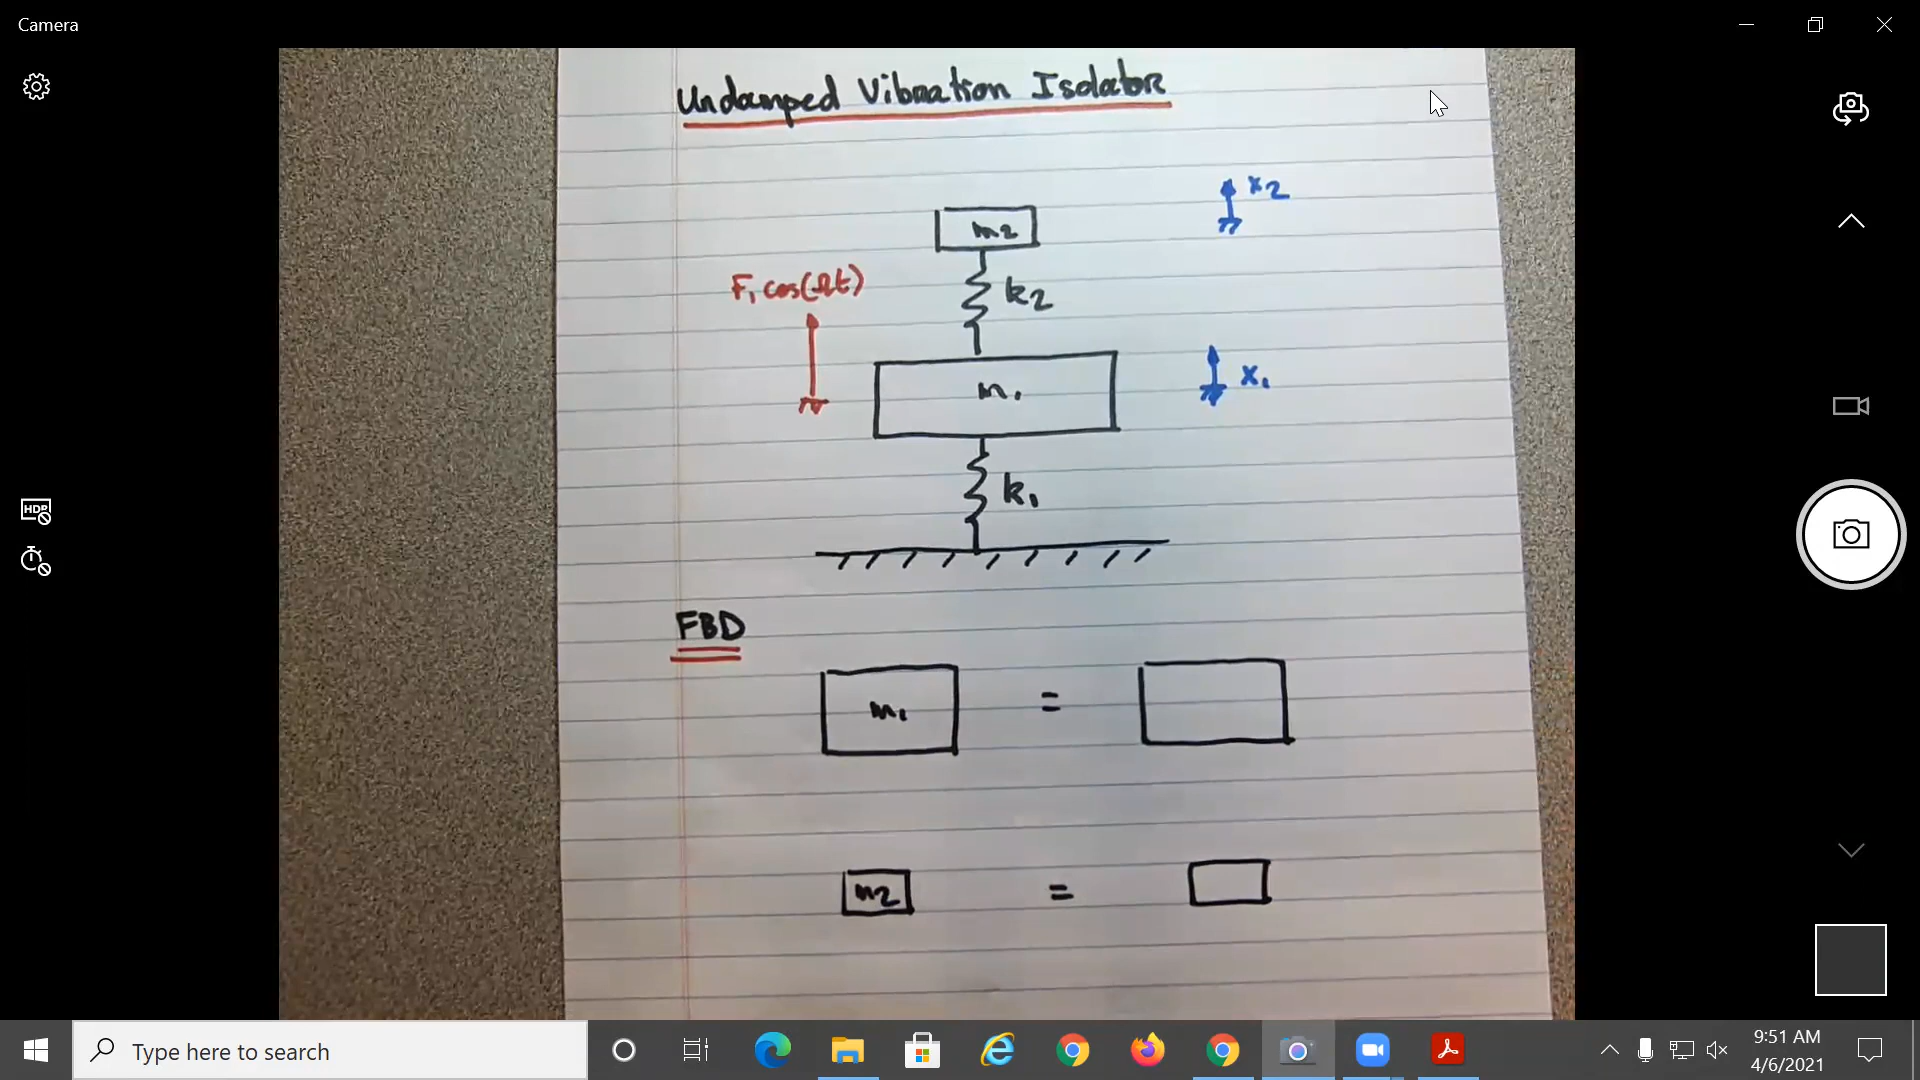 Camera
Undamped Vibration Isolator
x2
m2
F1 cos(Ωt)
k2
m1
x1
k1
HDR
FBD
m1
=
m2
=
Type here to search
9:51 AM
4/6/2021